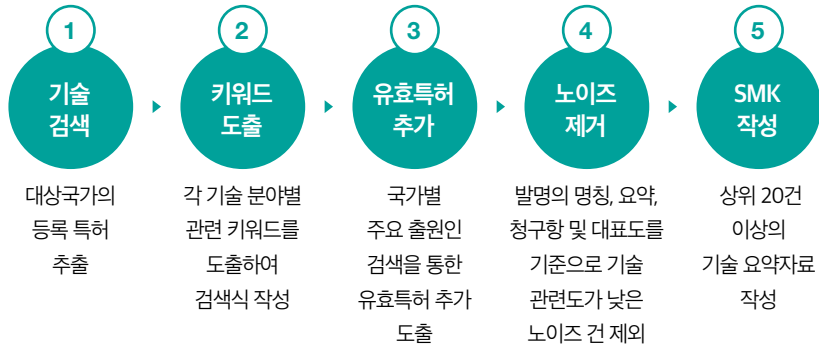 1
기술
검색
대상국가의
등록 특허
추출
2
키워드
도출
각 기술 분야별
관련 키워드를
도출하여
검색식 작성
3
유효특허
추가
국가별
주요 출원인
검색을 통한
유효특허 추가
도출
4
노이즈
제거
발명의 명칭, 요약,
청구항 및 대표도를
기준으로 기술
관련도가 낮은
노이즈 건 제외
5
SMK
작성
상위 20건
이상의
기술 요약자료
작성